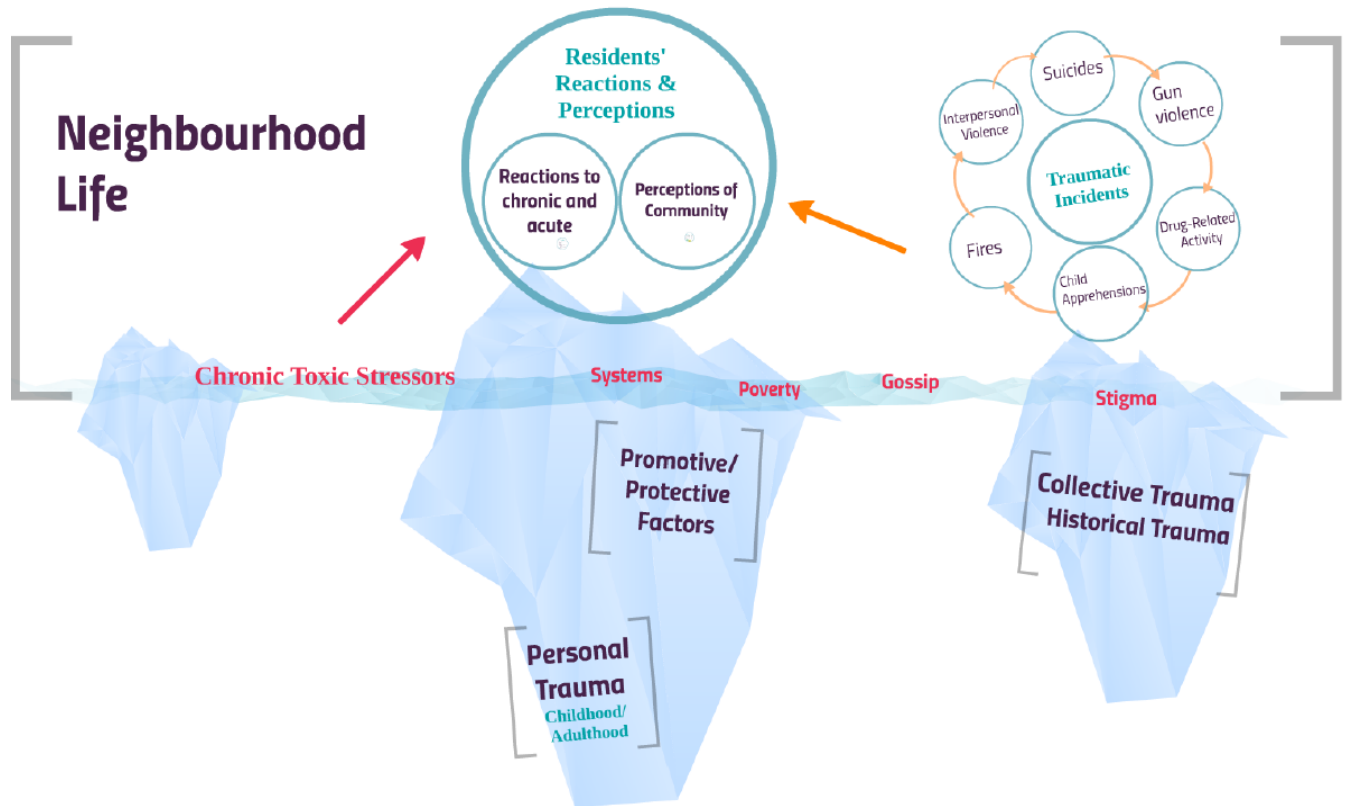 Neighbourhood
Life
Residents'
Reactions &
Perceptions
Reactions to
chronic and
acute
Perceptions of
Community
Suicides
Gun
violence
Drug-Related
Activity
Child
Apprehensions
Fires
Interpersonal
Violence
Traumatic
Incidents
Chronic Toxic Stressors
Systems
Poverty
Gossip
Stigma
Promotive/
Protective
Factors
Collective Trauma
Historical Trauma
Personal
Trauma
Childhood/
Adulthood